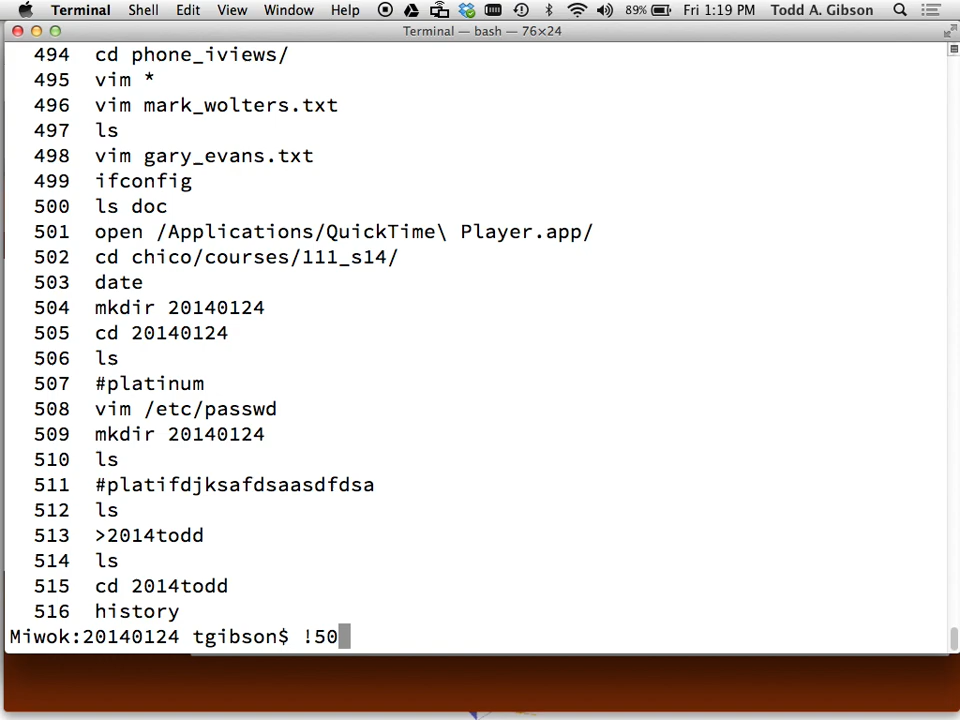 Terminal Shell Edit View Window Help 89% Fri 1:19 PM Todd A. Gibson
Terminal — bash — 76×24
494 cd phone_iviews/
495 vim *
496 vim mark_wolters.txt
497 ls
498 vim gary_evans.txt
499 ifconfig
500 ls doc
501 open /Applications/QuickTime\ Player.app/
502 cd chico/courses/111_s14/
503 date
504 mkdir 20140124
505 cd 20140124
506 ls
507 #platinum
508 vim /etc/passwd
509 mkdir 20140124
510 ls
511 #platifdjksafdsaasdfdsa
512 ls
513 >2014todd
514 ls
515 cd 2014todd
516 history
Miwok:20140124 tgibson$ !50